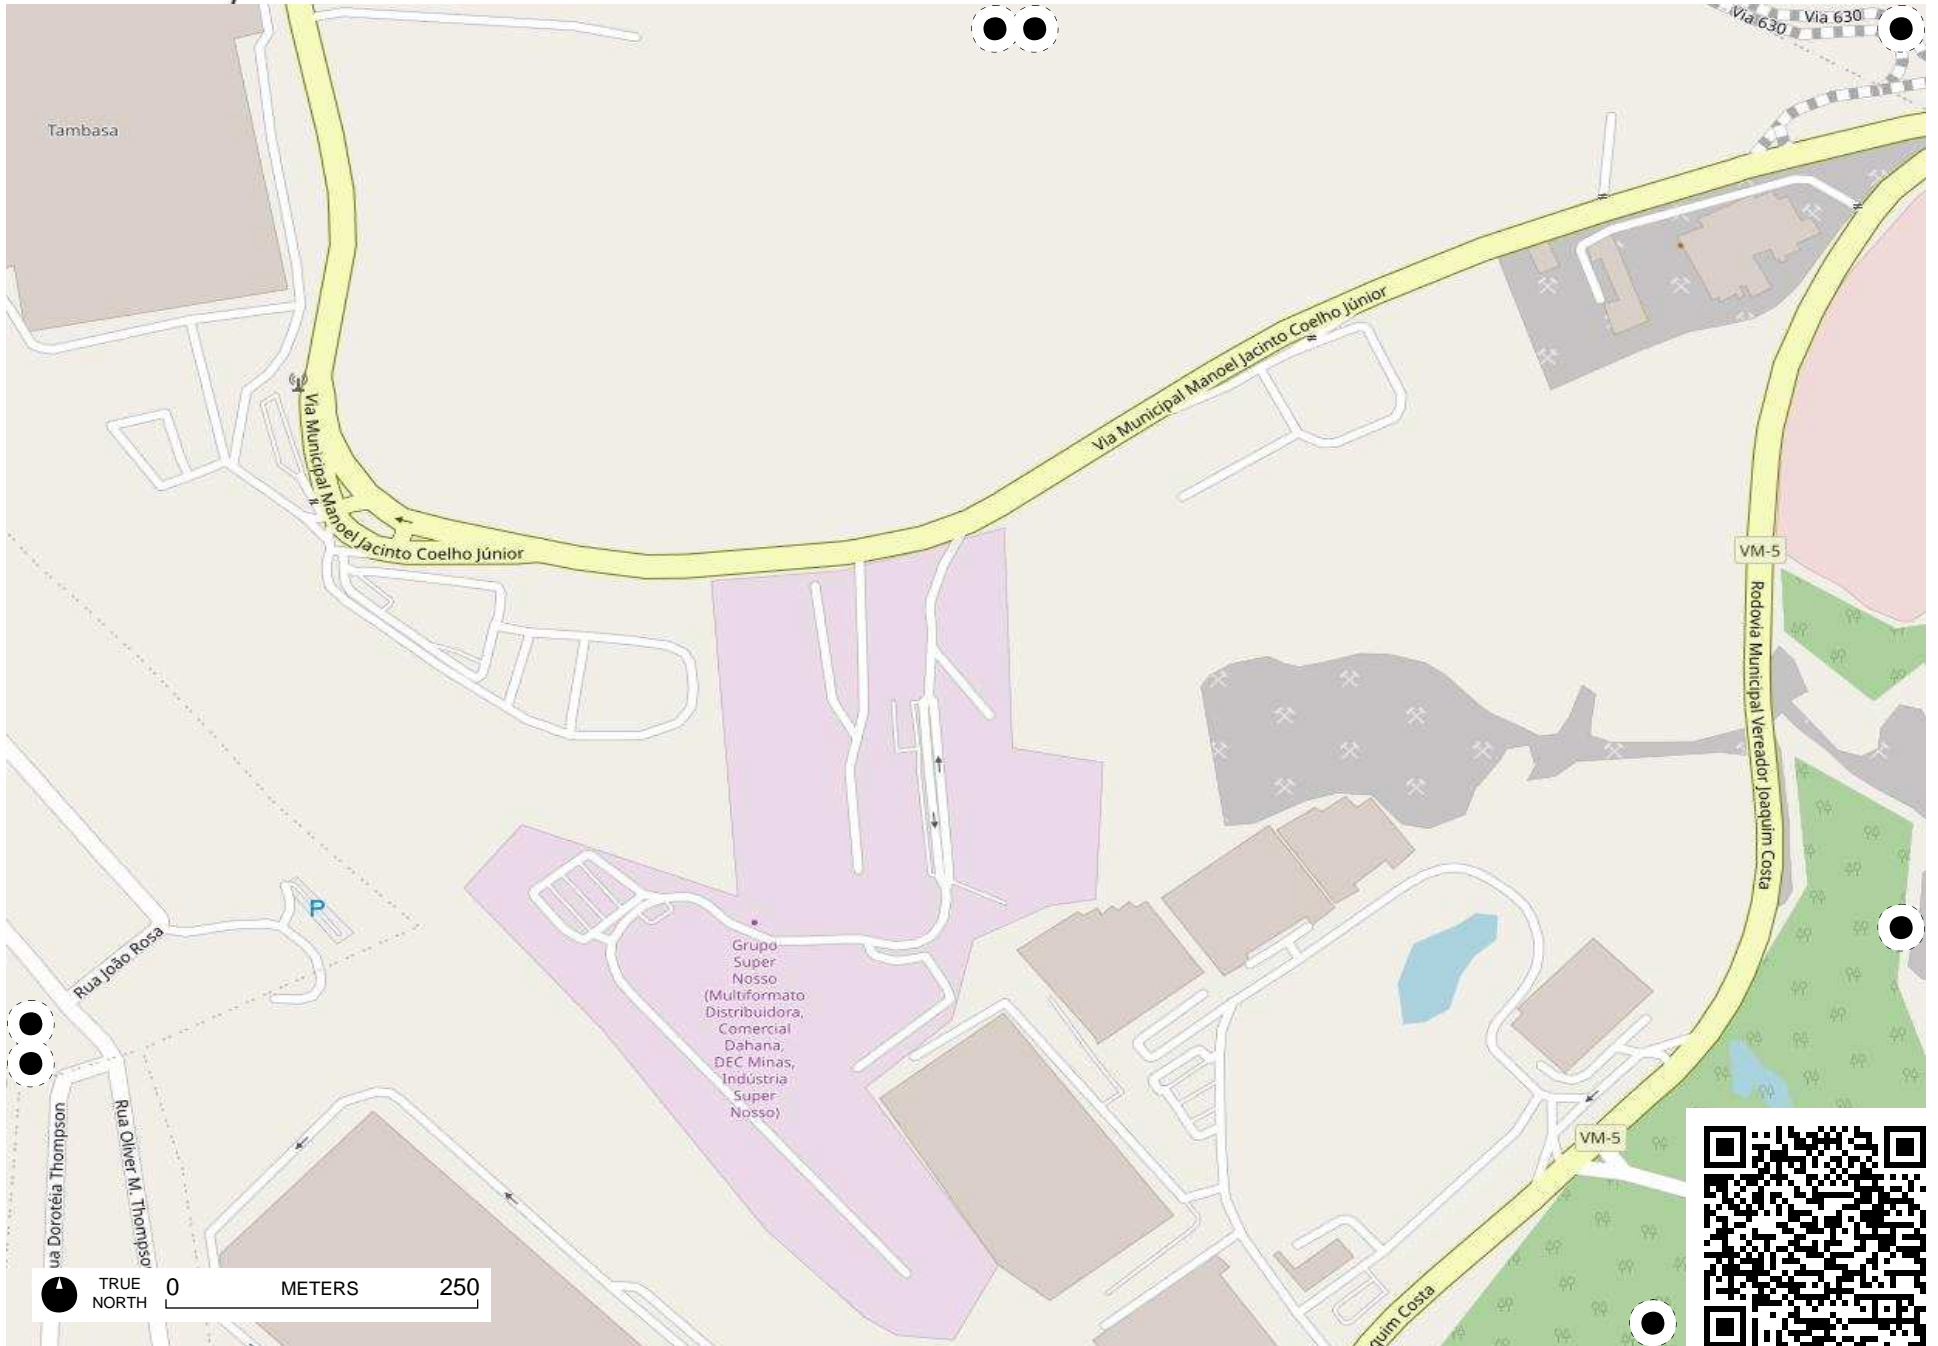 Via 630
Via 630
Tambasa
Via Municipal Manoel Jacinto Coelho Júnior
Via Municipal Manoel Jacinto Coelho Júnior
VM-5
Rodovia Municipal Vereador Joaquim Costa
P
Rua João Rosa
Grupo
Super
Nosso
(Multiformato
Distribuidora,
Comercial
Dahana,
DEC Minas,
Indústria
Super
Nosso)
ua Dorotéia Thompson
Rua Oliver M. Thompso
VM-5
quim Costa
TRUE
NORTH
0 METERS 250